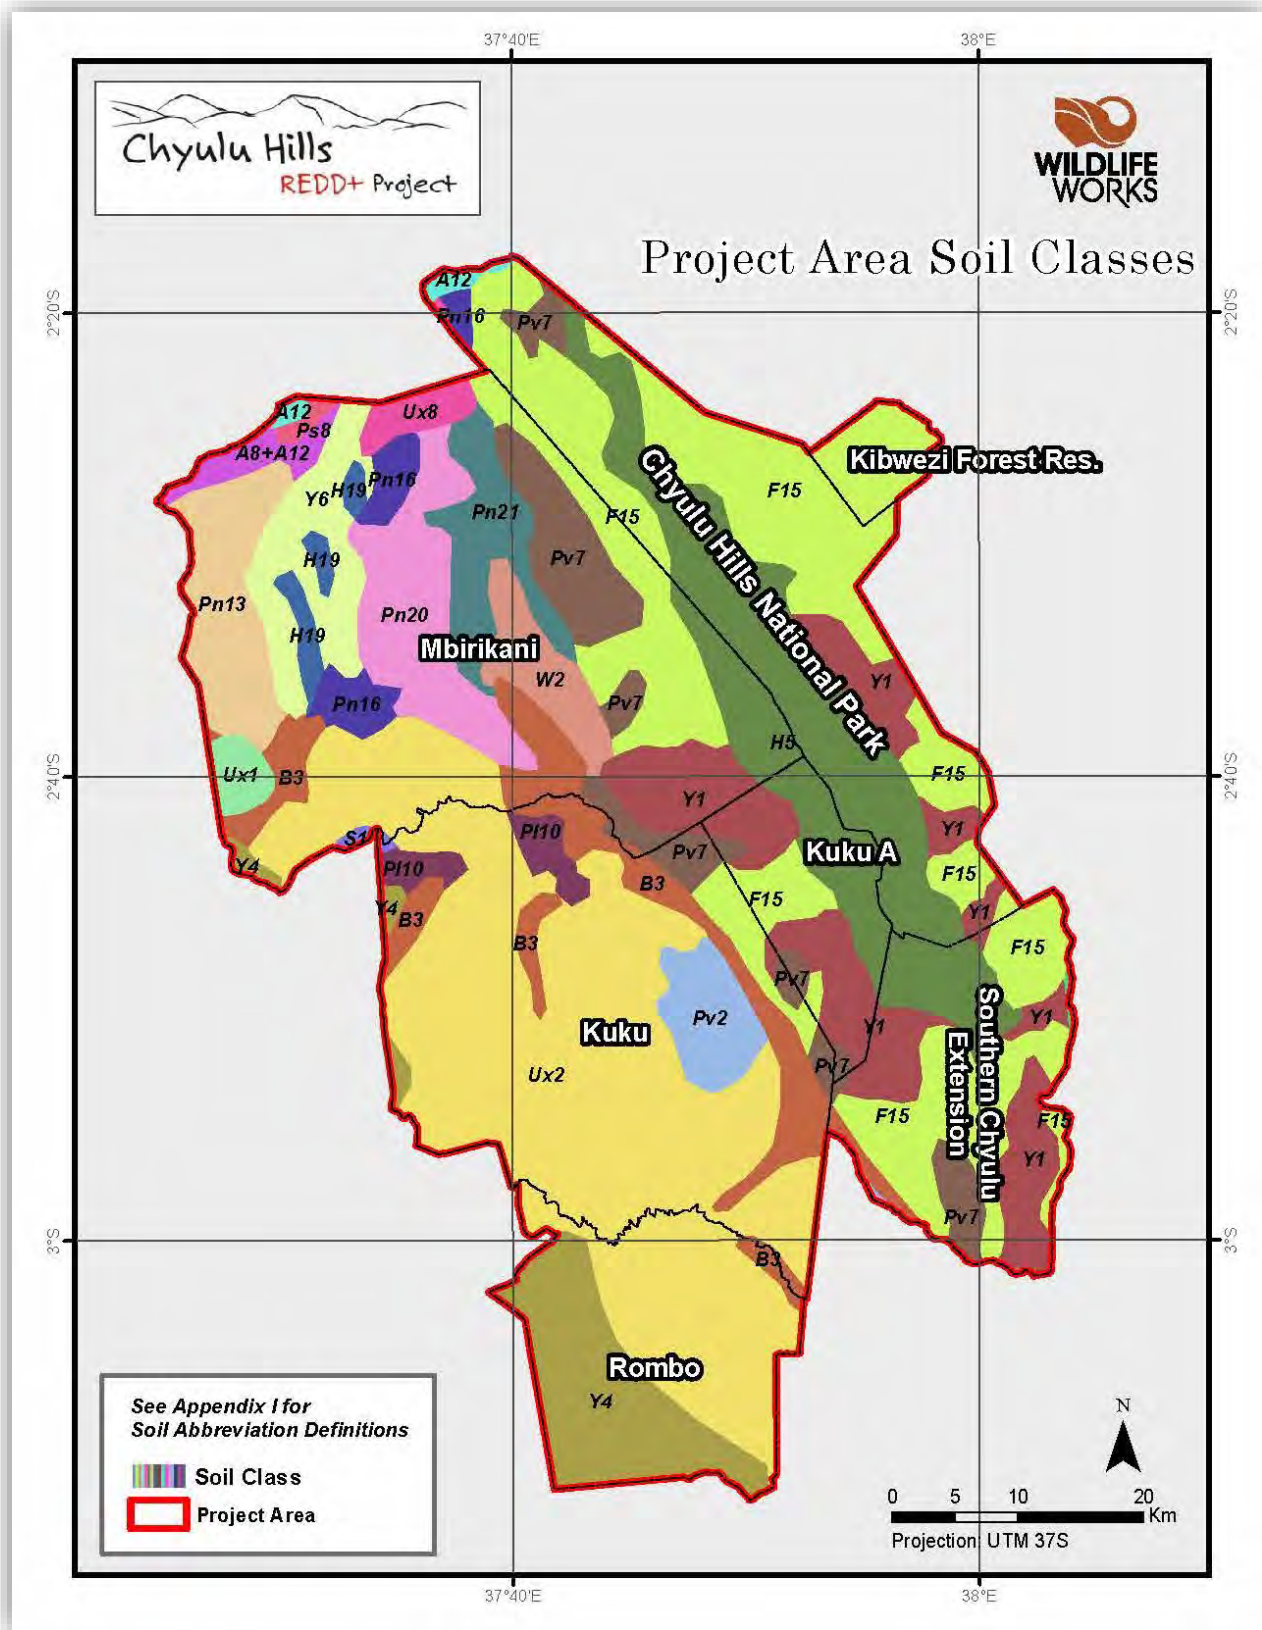 37°40'E
38°E
Chyulu Hills
REDD+ Project
WILDLIFE
WORKS
Project Area Soil Classes
2°20'S
2°20'S
A12
Pn16
Pv7
A12
Ps8
Ux8
A8+A12
Y6
H19
Pn16
Pn21
F15
F15
Kibwezi Forest Res.
Chyulu Hills National Park
H19
Pv7
Pn13
Pn20
H19
Mbirikani
W2
Y1
Pn16
Pv7
H5
2°40'S
2°40'S
Ux1
B3
F15
Y1
Y1
S1
Pl10
Pv7
Kuku A
Y4
Pl10
B3
F15
F15
Y4
B3
Y1
B3
F15
Pv7
Pv2
Kuku
Y1
Y1
Southern Chyulu
Extension
Ux2
Pv7
F15
F15
Y1
Pv7
3°S
3°S
B3
Rombo
Y4
See Appendix I for
Soil Abbreviation Definitions
Soil Class
Project Area
N
0 5 10 20
Km
Projection: UTM 37S
37°40'E
38°E